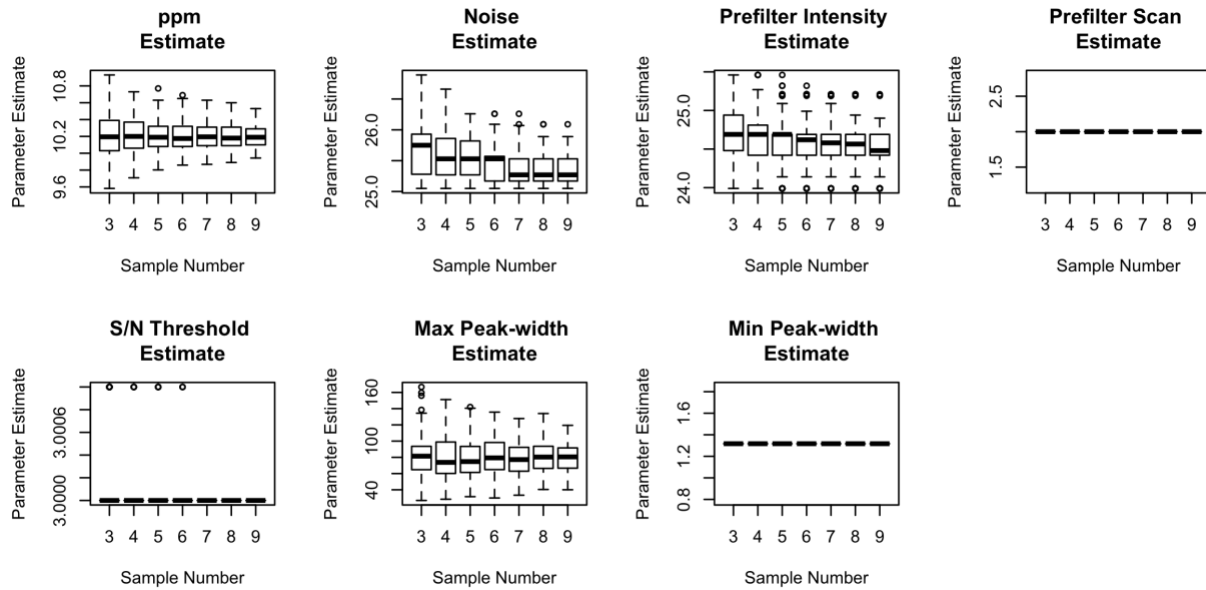 ppm
Estimate
Parameter Estimate
10.8
10.2
9.6
3 4 5 6 7 8 9
Sample Number
Noise
Estimate
Parameter Estimate
26.0
25.0
3 4 5 6 7 8 9
Sample Number
Prefilter Intensity
Estimate
Parameter Estimate
25.0
24.0
3 4 5 6 7 8 9
Sample Number
Prefilter Scan
Estimate
Parameter Estimate
2.5
1.5
3 4 5 6 7 8 9
Sample Number
S/N Threshold
Estimate
Parameter Estimate
3.0006
3.0000
3 4 5 6 7 8 9
Sample Number
Max Peak-width
Estimate
Parameter Estimate
160
100
40
3 4 5 6 7 8 9
Sample Number
Min Peak-width
Estimate
Parameter Estimate
1.6
1.2
0.8
3 4 5 6 7 8 9
Sample Number